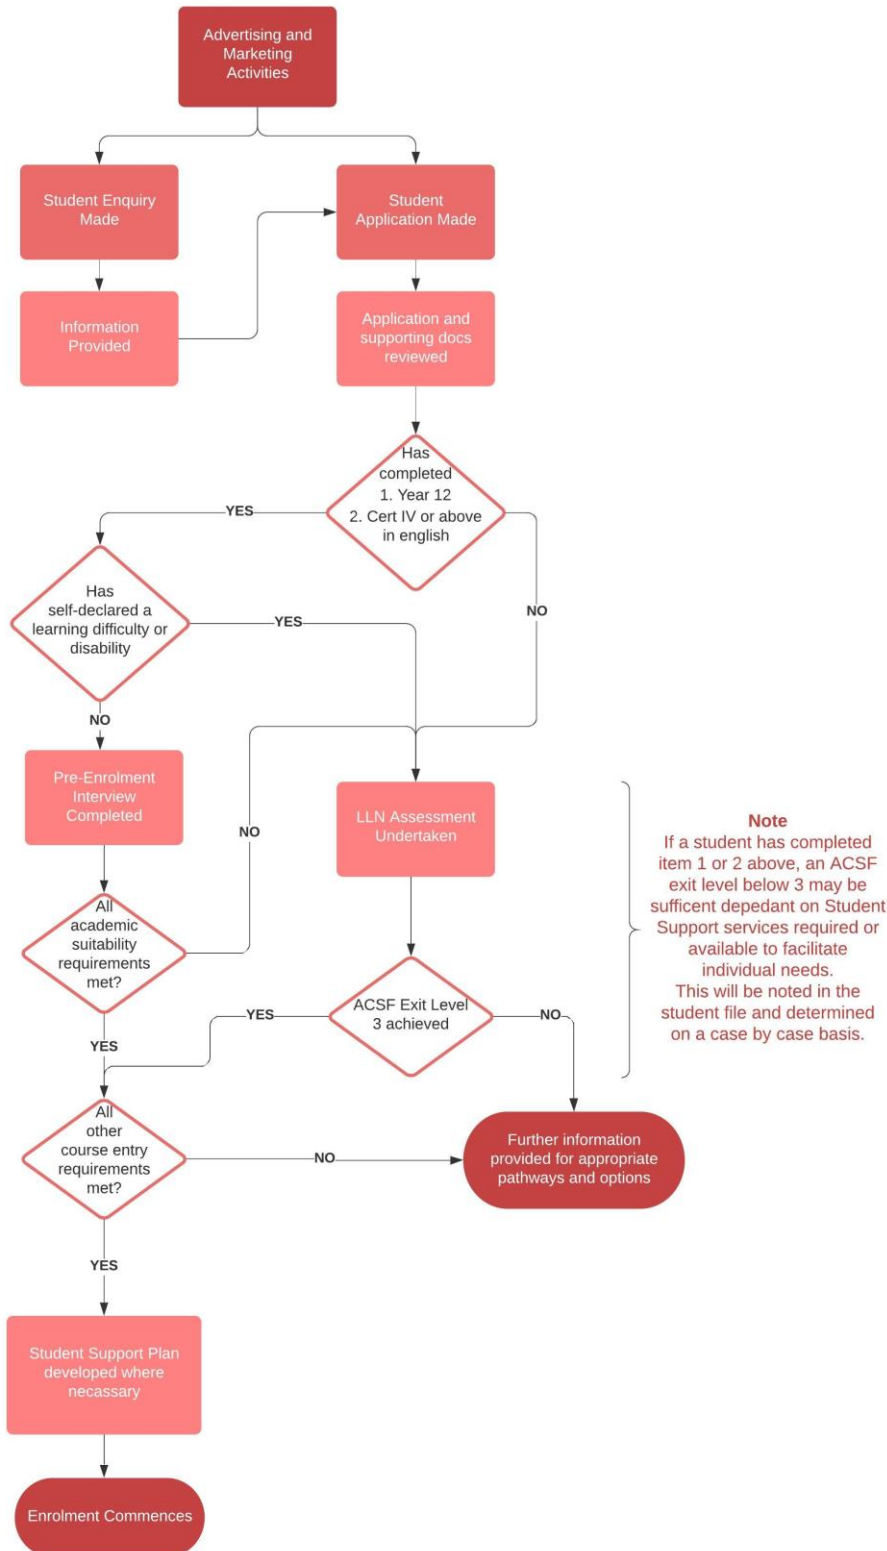 Advertising and
Marketing
Activities
Student Enquiry
Made
Student
Application Made
Information
Provided
Application and
supporting docs
reviewed
Has
completed
1. Year 12
2. Cert IV or above
in english
YES
NO
Has
self-declared a
learning difficulty or
disability
YES
NO
Pre-Enrolment
Interview
Completed
NO
LLN Assessment
Undertaken
Note
If a student has completed
item 1 or 2 above, an ACSF
exit level below 3 may be
sufficent depedant on Student
Support services required or
available to facilitate
individual needs.
This will be noted in the
student file and determined
on a case by case basis.
All
academic
suitability
requirements
met?
YES
ACSF Exit Level
3 achieved
YES
NO
All
other
course entry
requirements
met?
NO
Further information
provided for appropriate
pathways and options
YES
Student Support Plan
developed where
necassary
Enrolment Commences